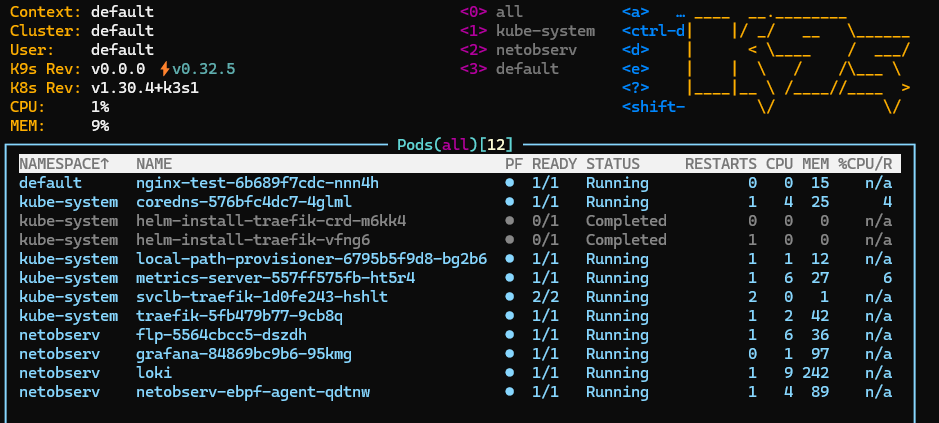 Context: default <0> all <a> …
Cluster: default <1> kube-system <ctrl-d
User: default <2> netobserv <d>
K9s Rev: v0.0.0 ⚡v0.32.5 <3> default <e>
K8s Rev: v1.30.4+k3s1 <?>
CPU: 1% <shift-
MEM: 9%
Pods(all)[12]
NAMESPACE↑ NAME PF READY STATUS RESTARTS CPU MEM %CPU/R
default nginx-test-6b689f7cdc-nnn4h ● 1/1 Running 0 0 15 n/a
kube-system coredns-576bfc4dc7-4glml ● 1/1 Running 1 4 25 4
kube-system helm-install-traefik-crd-m6kk4 ● 0/1 Completed 0 0 0 n/a
kube-system helm-install-traefik-vfng6 ● 0/1 Completed 1 0 0 n/a
kube-system local-path-provisioner-6795b5f9d8-bg2b6 ● 1/1 Running 1 1 12 n/a
kube-system metrics-server-557ff575fb-ht5r4 ● 1/1 Running 1 6 27 6
kube-system svclb-traefik-1d0fe243-hshlt ● 2/2 Running 2 0 1 n/a
kube-system traefik-5fb479b77-9cb8q ● 1/1 Running 1 2 42 n/a
netobserv flp-5564cbcc5-dszdh ● 1/1 Running 1 6 36 n/a
netobserv grafana-84869bc9b6-95kmg ● 1/1 Running 0 1 97 n/a
netobserv loki ● 1/1 Running 1 9 242 n/a
netobserv netobserv-ebpf-agent-qdtnw ● 1/1 Running 1 4 89 n/a